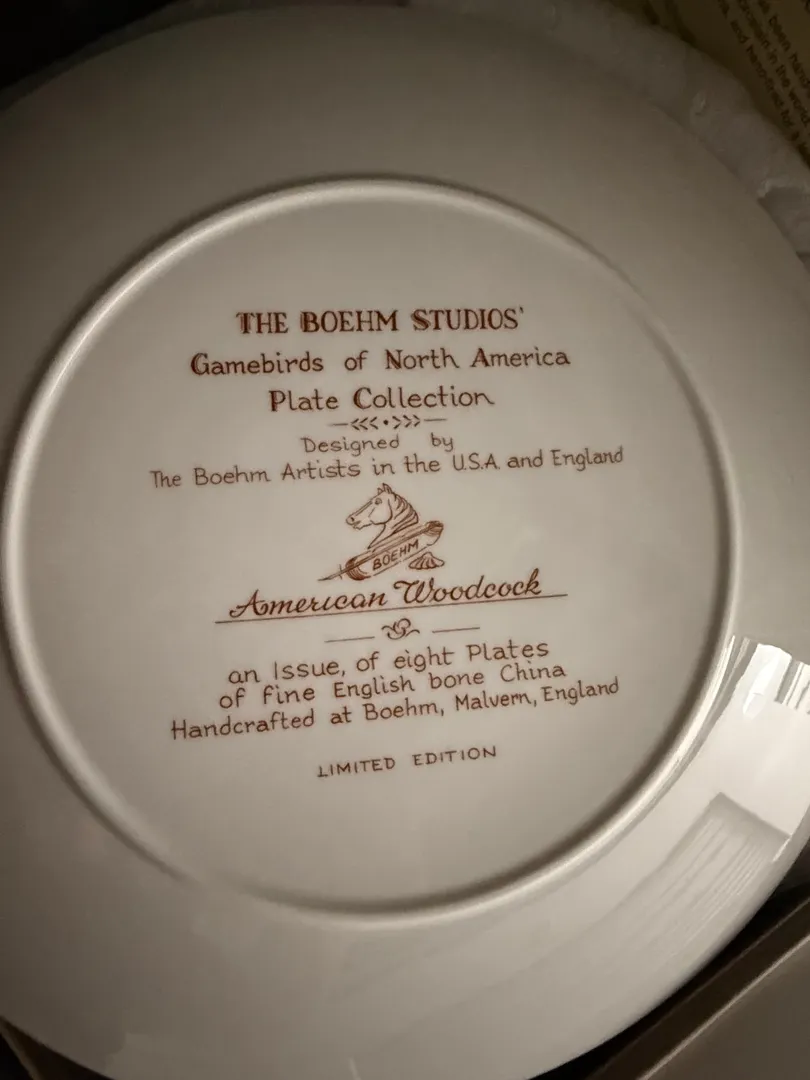 THE BOEHM STUDIOS'
Gamebirds of North America
Plate Collection
Designed by
The Boehm Artists in the U.S.A. and England
BOEHM
American Woodcock
an Issue, of eight Plates
of fine English bone China
Handcrafted at Boehm, Malvern, England
LIMITED EDITION